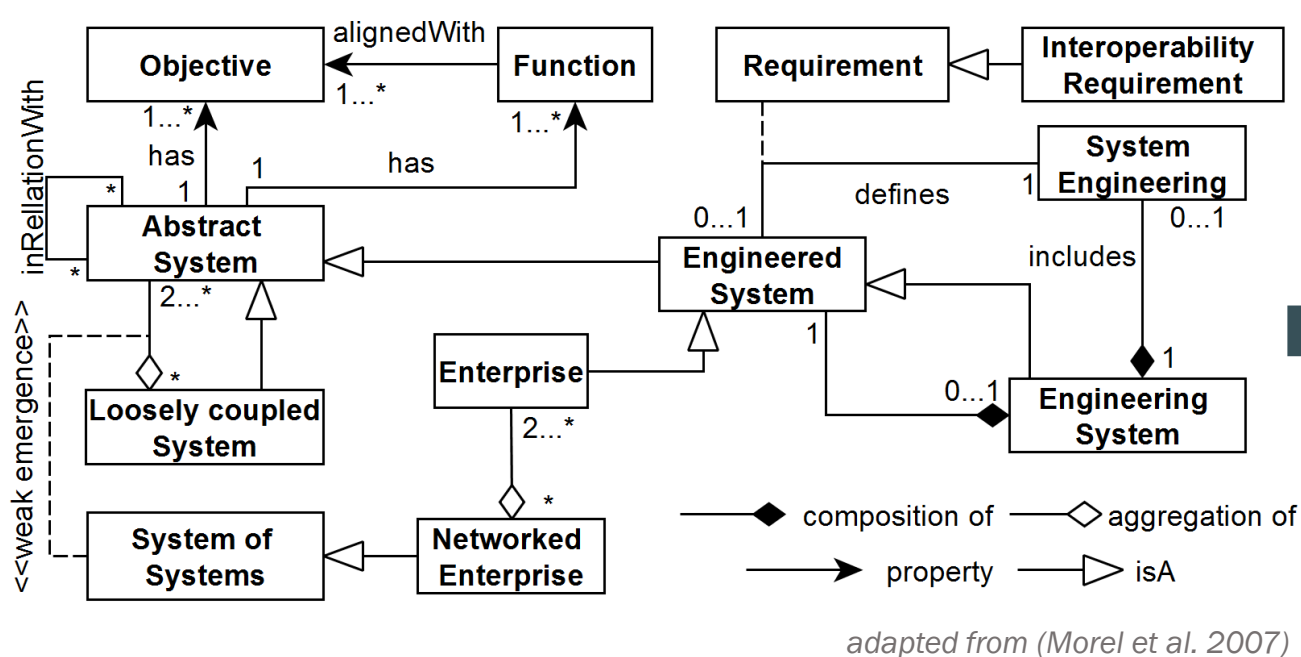 alignedWith
Objective
Function
Requirement
Interoperability
Requirement
1...*
1...*
1...*
inRellationWith
has
1
has
*
1
System
Engineering
defines
1
0...1
0...1
Abstract
System
*
Engineered
System
includes
2...*
<<weak emergence>>
1
Enterprise
*
0...1
1
Loosely coupled
System
2...*
Engineering
System
*
composition of
aggregation of
System of
Systems
Networked
Enterprise
property
isA
adapted from (Morel et al. 2007)